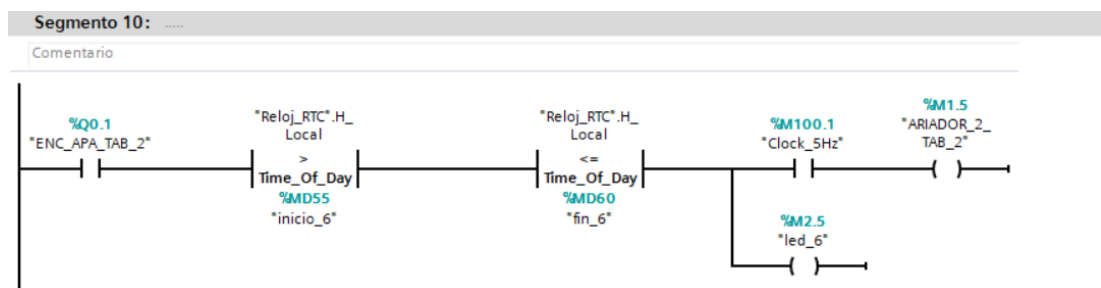 Segmento 10: .....
Comentario
%Q0.1
"ENC_APA_TAB_2"
"Reloj_RTC".H_
Local
>
Time_Of_Day
%MD55
"inicio_6"
"Reloj_RTC".H_
Local
<=
Time_Of_Day
%MD60
"fin_6"
%M100.1
"Clock_5Hz"
%M1.5
"ARIADOR_2_
TAB_2"
%M2.5
"led_6"